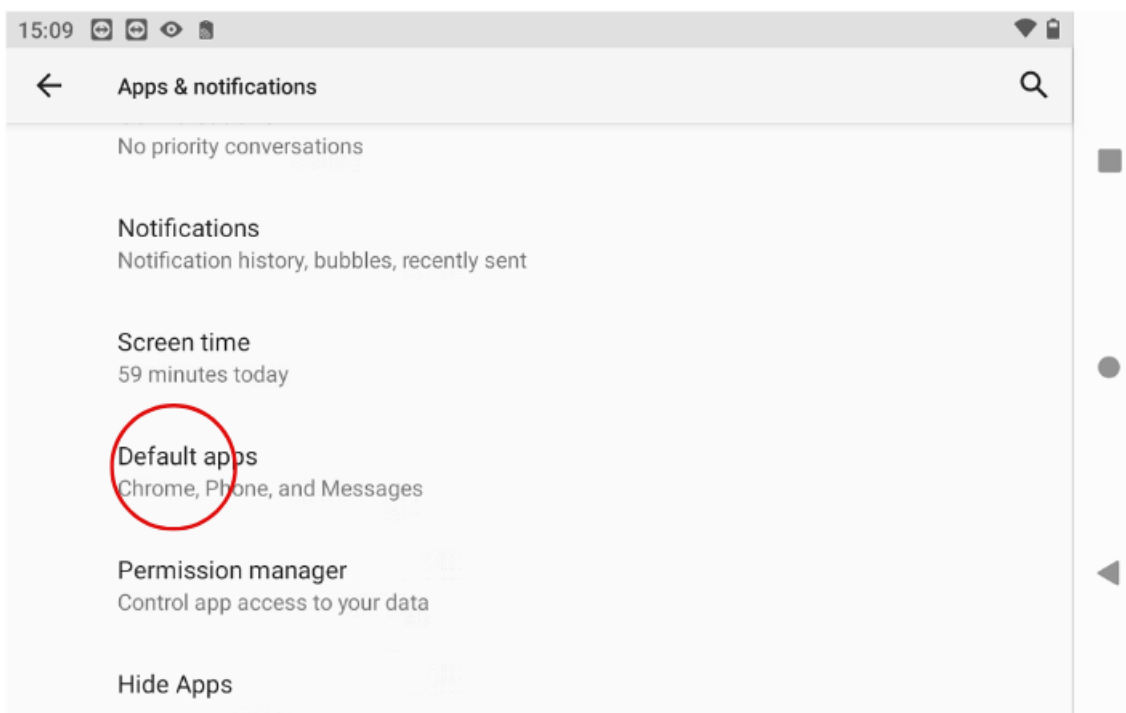 15:09
Apps & notifications
No priority conversations
Notifications
Notification history, bubbles, recently sent
Screen time
59 minutes today
Default apps
Chrome, Phone, and Messages
Permission manager
Control app access to your data
Hide Apps